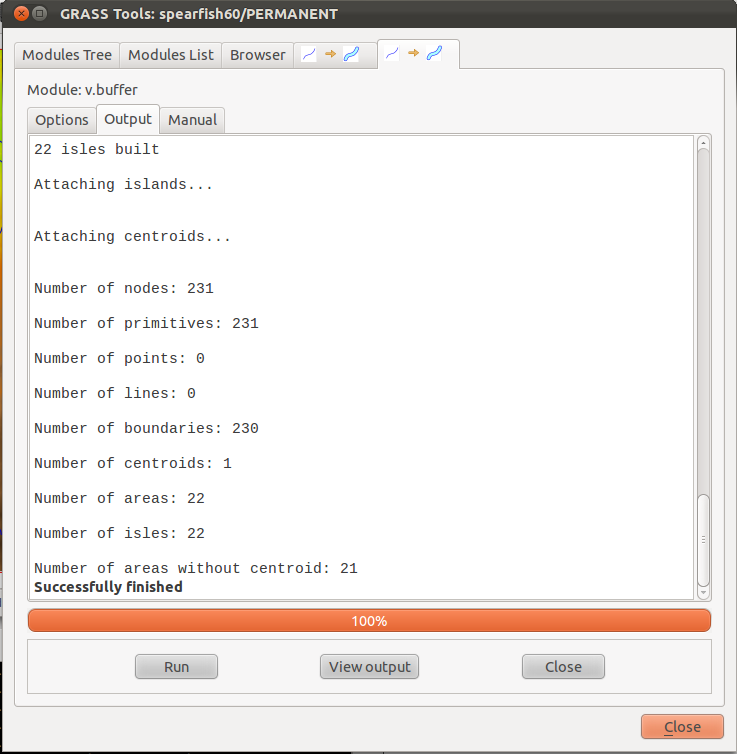 GRASS Tools: spearfish60/PERMANENT
Modules Tree Modules List Browser
Module: v.buffer
Options Output Manual
22 isles built
Attaching islands...
Attaching centroids...
Number of nodes: 231
Number of primitives: 231
Number of points: 0
Number of lines: 0
Number of boundaries: 230
Number of centroids: 1
Number of areas: 22
Number of isles: 22
Number of areas without centroid: 21
Successfully finished
100%
Run View output Close
Close